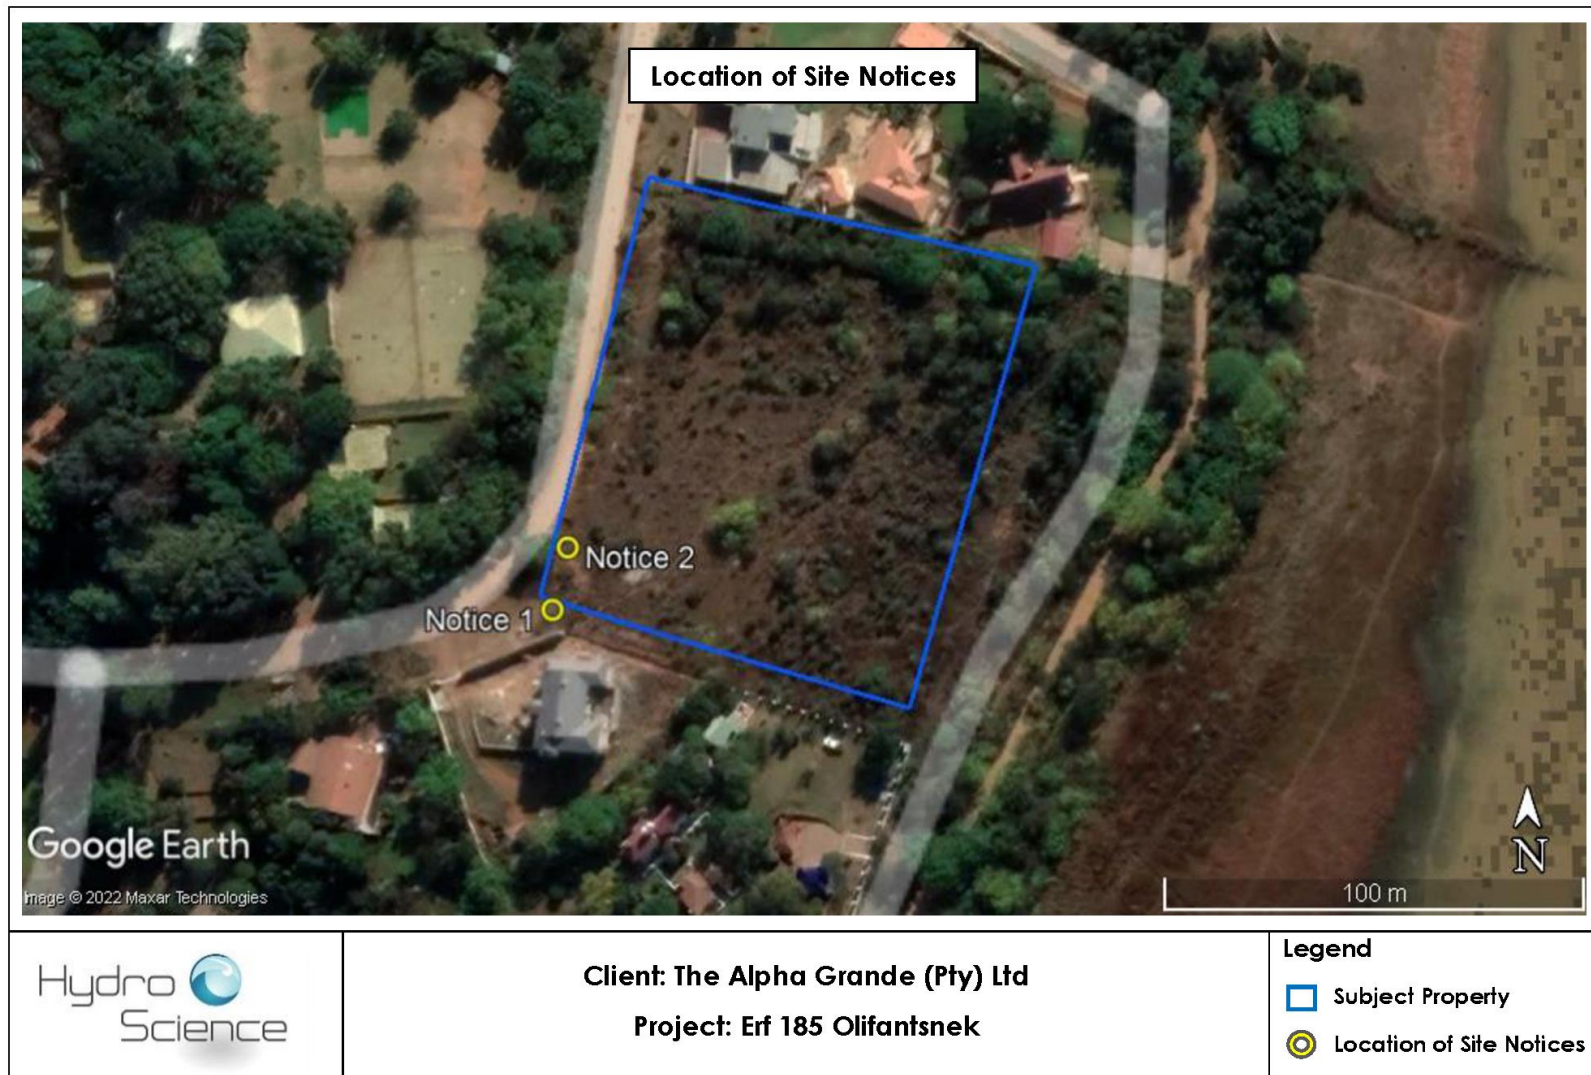 Location of Site Notices
Notice 2
Notice 1
Google Earth
Image © 2022 Maxar Technologies
N
100 m
Hydro
Science
Client: The Alpha Grande (Pty) Ltd
Project: Erf 185 Olifantsnek
Legend
Subject Property
Location of Site Notices